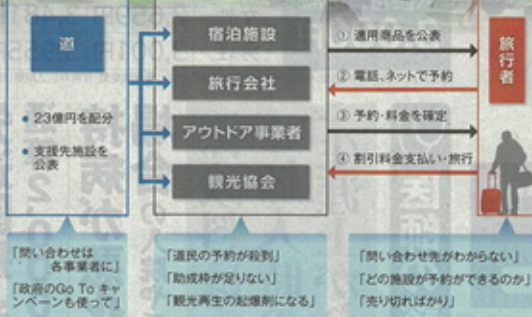 道
• 23億円を配分
• 支援先施設を
公表
宿泊施設
旅行会社
アウトドア事業者
観光協会
① 適用商品を公表
② 電話、ネットで予約
③ 予約・料金を確定
④ 割引料金支払い・旅行
旅行者
「問い合わせは
各事業者に」
「政府のGo To キャ
ンペーンも使って」
「道民の予約が殺到」
「助成枠が足りない」
「観光再生の起爆剤になる」
「問い合わせ先がわからない」
「どの施設が予約ができるのか」
「売り切ればかり」